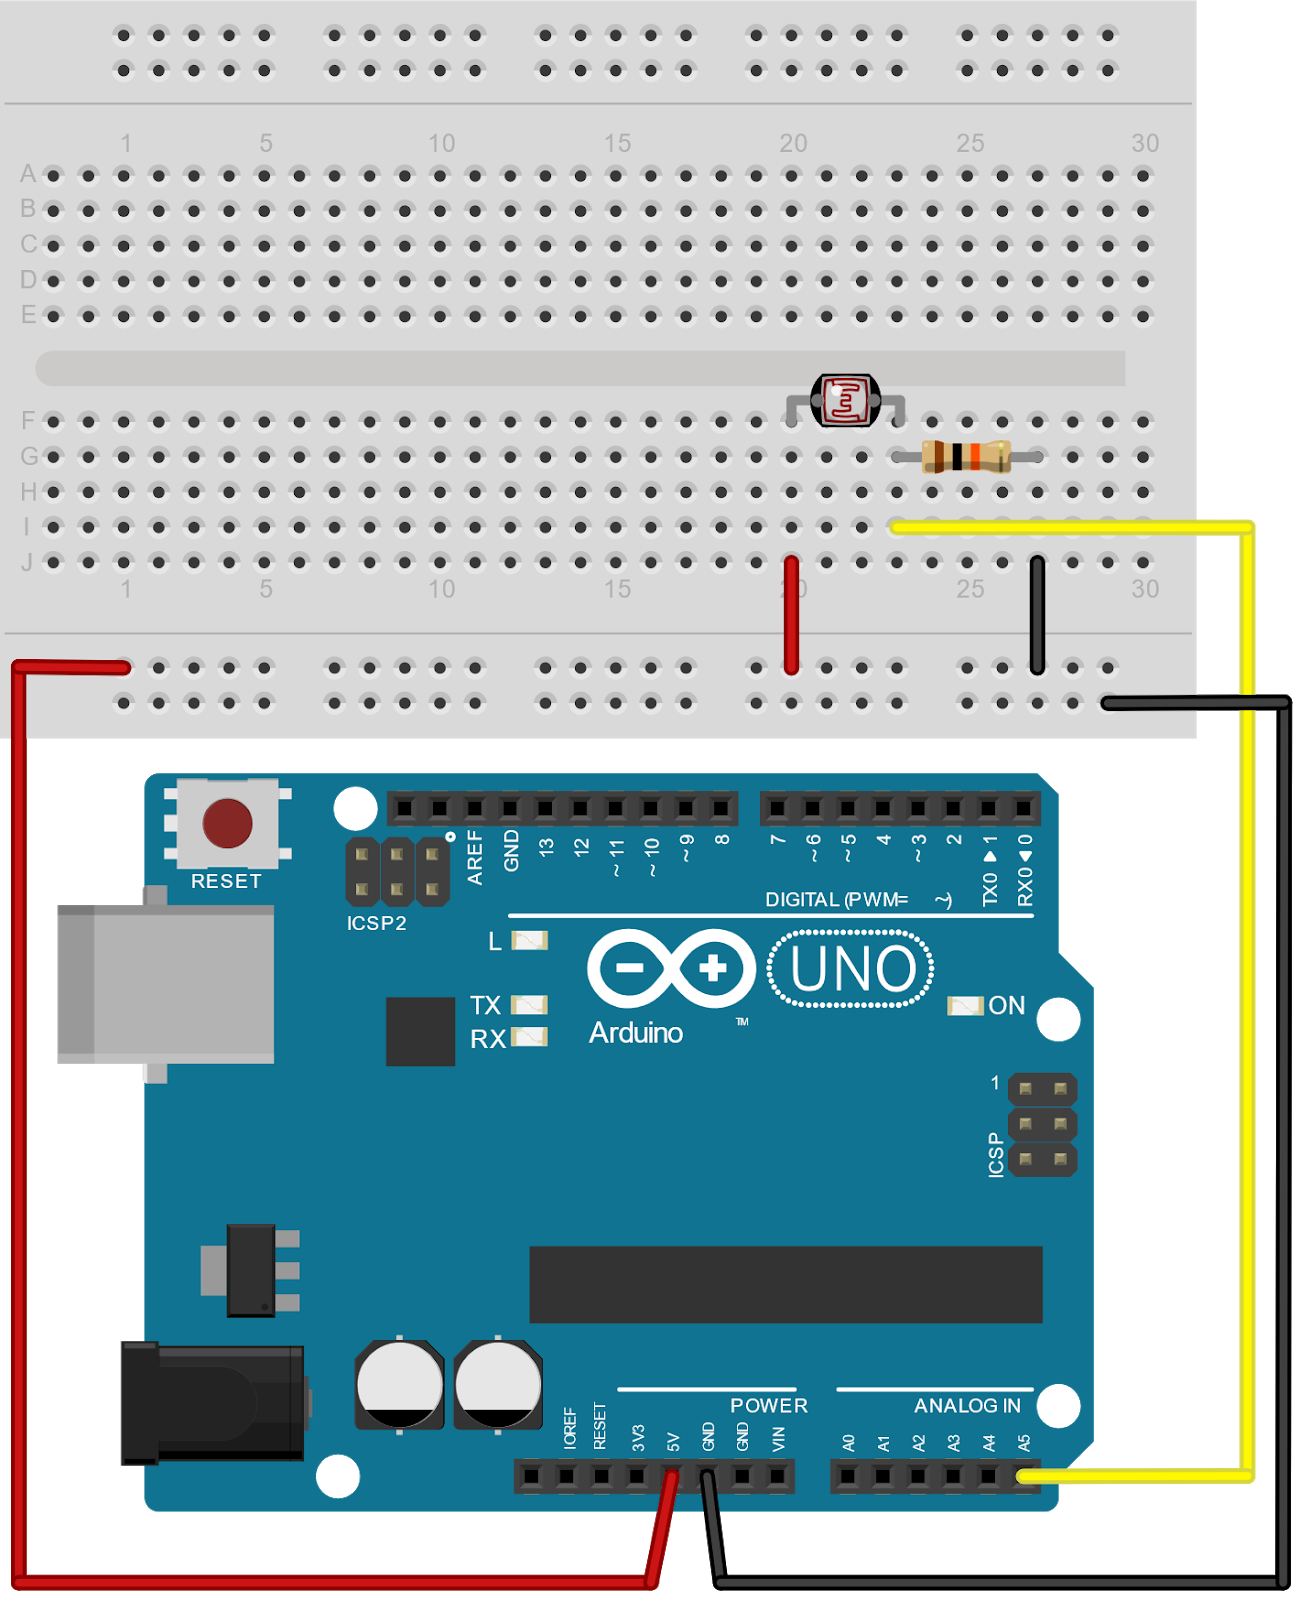 1 5 10 15 20 25 30
A
B
C
D
E
F
G
H
I
J
1 5 10 15 20 25 30
RESET
ICSP2
AREF
GND
13
12
~11
~10
~9
8
7
~6
~5
4
~3
2
TX0 ▶ 1
RX0 ◀ 0
DIGITAL (PWM= ~)
L
TX
RX
UNO
Arduino
TM
ON
1
ICSP
IOREF
RESET
3V3
5V
GND
GND
VIN
POWER
ANALOG IN
A0
A1
A2
A3
A4
A5